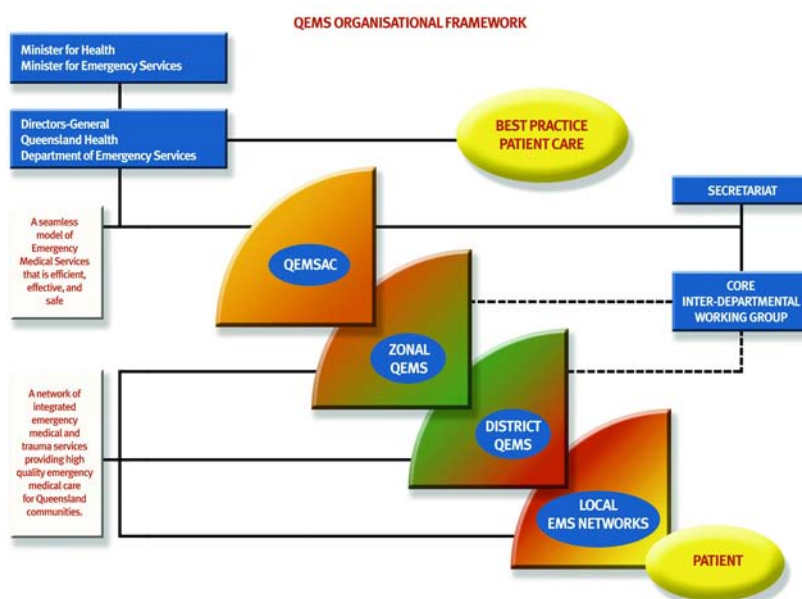 QEMS ORGANISATIONAL FRAMEWORK
Minister for Health
Minister for Emergency Services
Directors-General
Queensland Health
Department of Emergency Services
BEST PRACTICE
PATIENT CARE
SECRETARIAT
A seamless
model of
Emergency
Medical Services
that is efficient,
effective, and
safe
QEMSAC
CORE
INTER-DEPARTMENTAL
WORKING GROUP
ZONAL
QEMS
A network of
integrated
emergency
medical and
trauma services
providing high
quality emergency
medical care
for Queensland
communities.
DISTRICT
QEMS
LOCAL
EMS NETWORKS
PATIENT